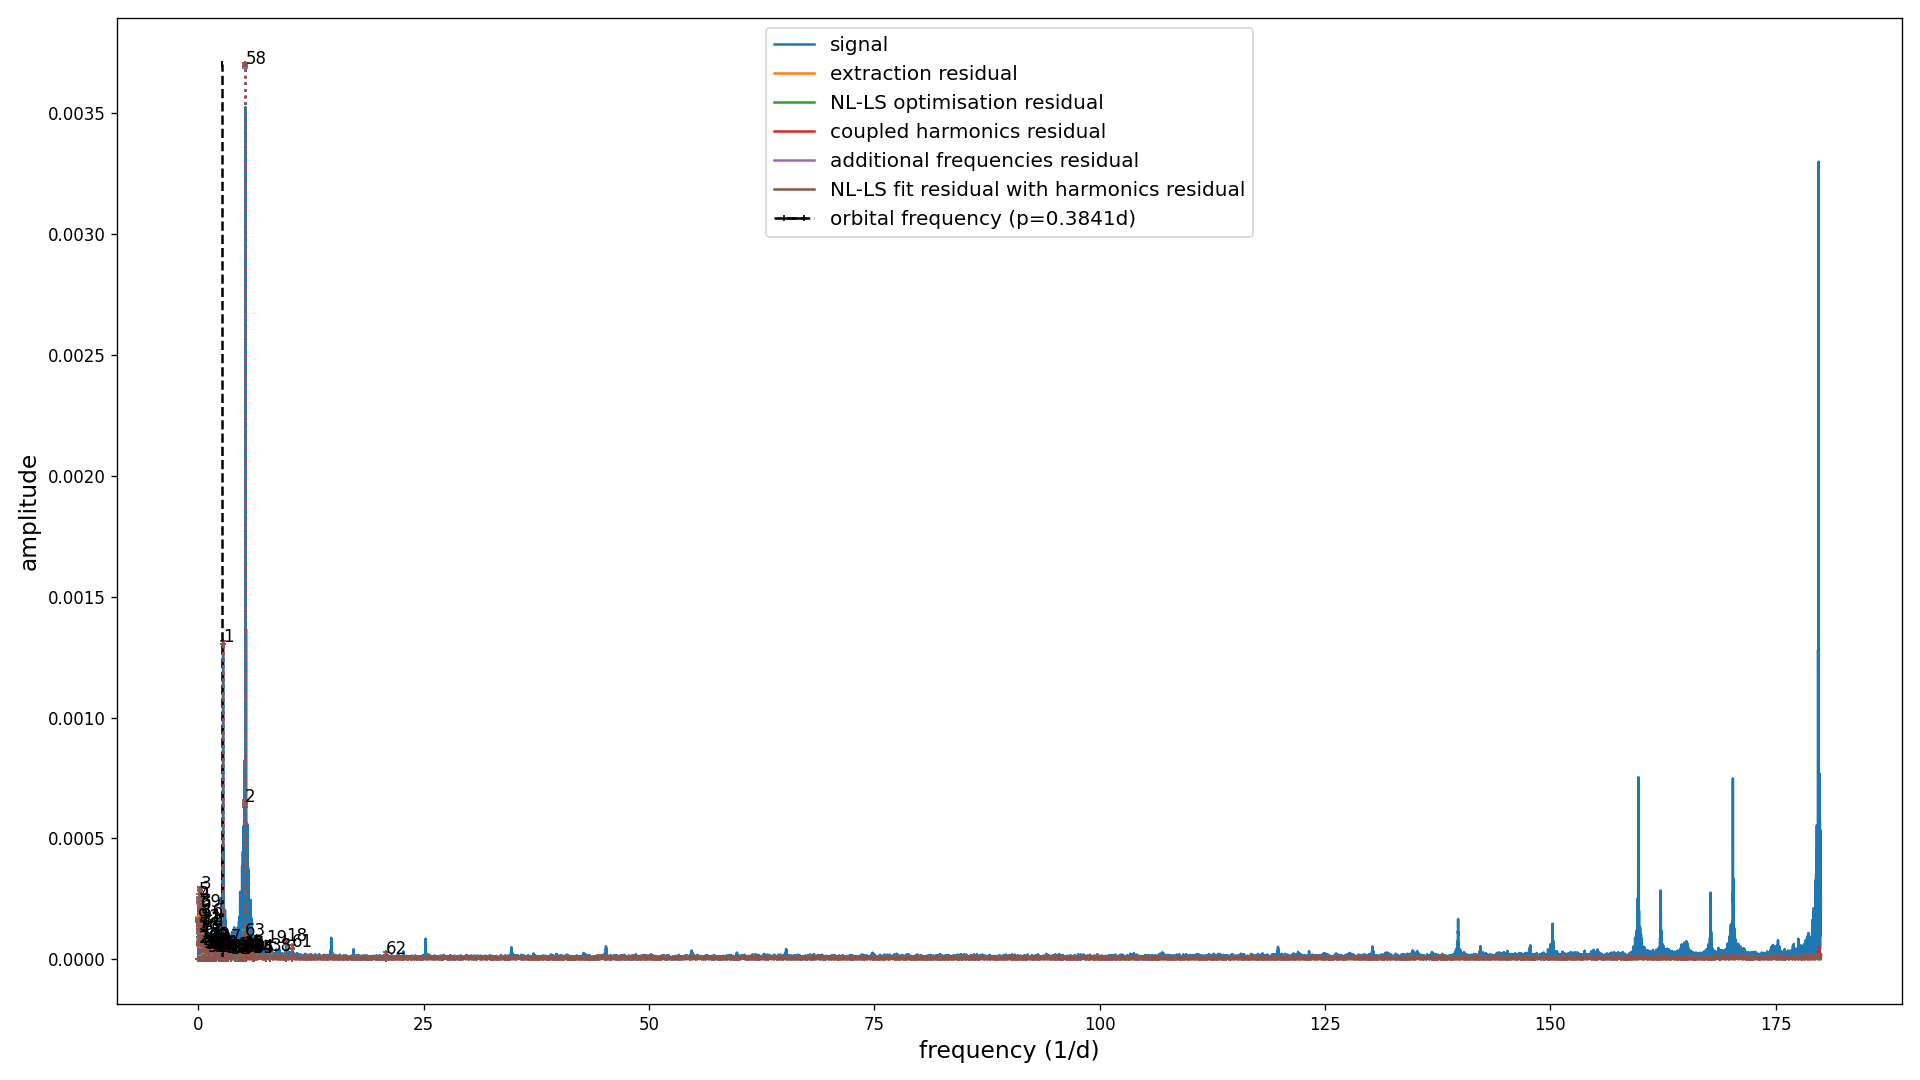 signal
extraction residual
NL-LS optimisation residual
coupled harmonics residual
additional frequencies residual
NL-LS fit residual with harmonics residual
orbital frequency (p=0.3841d)
amplitude
0.0035
0.0030
0.0025
0.0020
0.0015
0.0010
0.0005
0.0000
58
1
2
3
63
19
18
38
61
62
0
25
50
75
100
125
150
175
frequency (1/d)